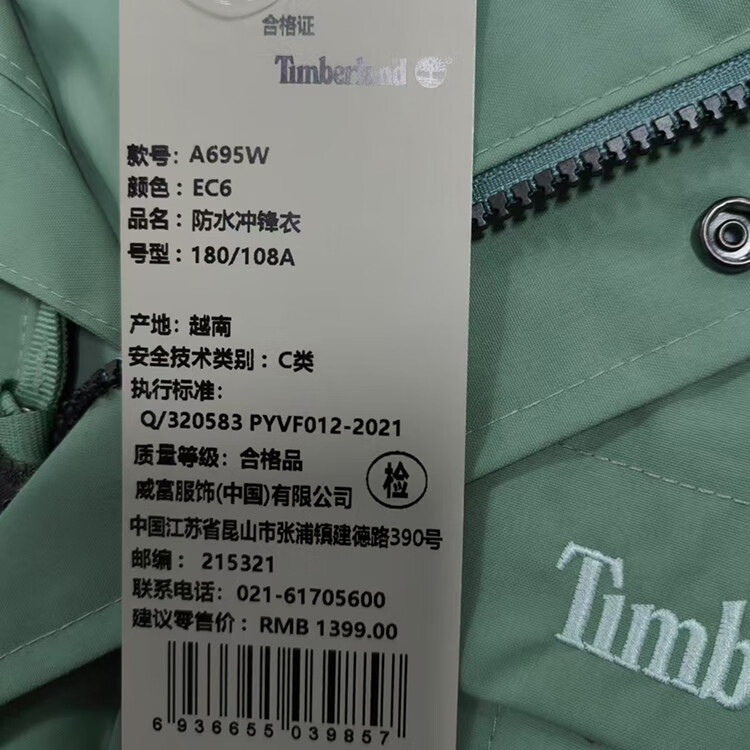 合格证
Timberland
款号: A695W
颜色: EC6
品名: 防水冲锋衣
号型: 180/108A
产地: 越南
安全技术类别: C类
执行标准:
Q/320583 PYVF012-2021
质量等级: 合格品
检
威富服饰(中国)有限公司
中国江苏省昆山市张浦镇建德路390号
邮编: 215321
联系电话: 021-61705600
建议零售价: RMB 1399.00
6 936655 039857
Timb